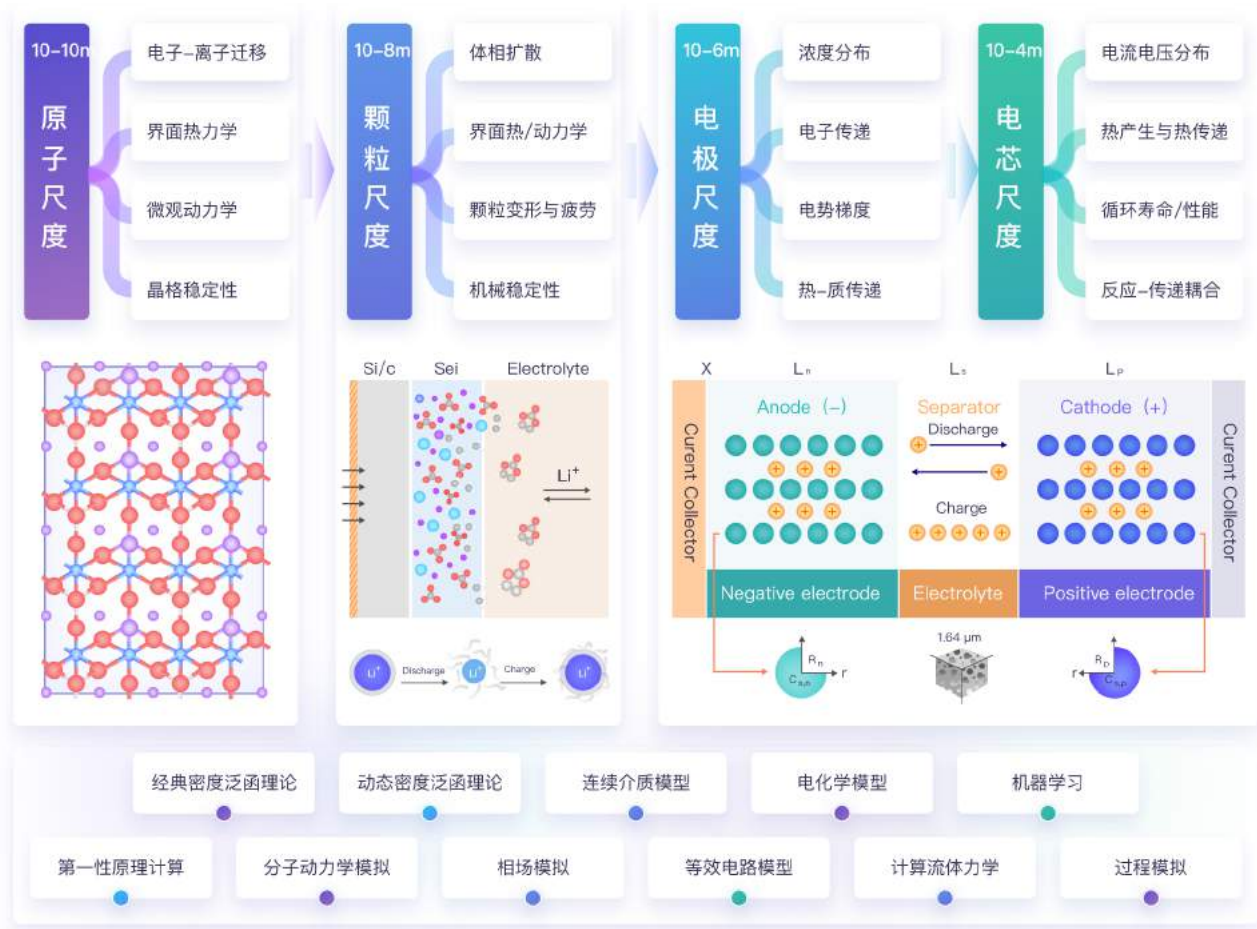 10-10m
原子尺度
电子-离子迁移
界面热力学
微观动力学
晶格稳定性
10-8m
颗粒尺度
体相扩散
界面热/动力学
颗粒变形与疲劳
机械稳定性
10-6m
电极尺度
浓度分布
电子传递
电势梯度
热-质传递
10-4m
电芯尺度
电流电压分布
热产生与热传递
循环寿命/性能
反应-传递耦合
Si/c
Sei
Electrolyte
Li⁺
Li⁺
Discharge
Li⁺
Charge
Li⁺
X
Lₙ
Lₛ
Lₚ
Curent Collector
Anode (-)
Separator
Discharge
Charge
Cathode (+)
Curent Collector
Negative electrode
Electrolyte
Positive electrode
Rₙ
Cₛ,ₙ
r
1.64 μm
Rₚ
r
Cₛ,ₚ
经典密度泛函理论
动态密度泛函理论
连续介质模型
电化学模型
机器学习
第一性原理计算
分子动力学模拟
相场模拟
等效电路模型
计算流体力学
过程模拟